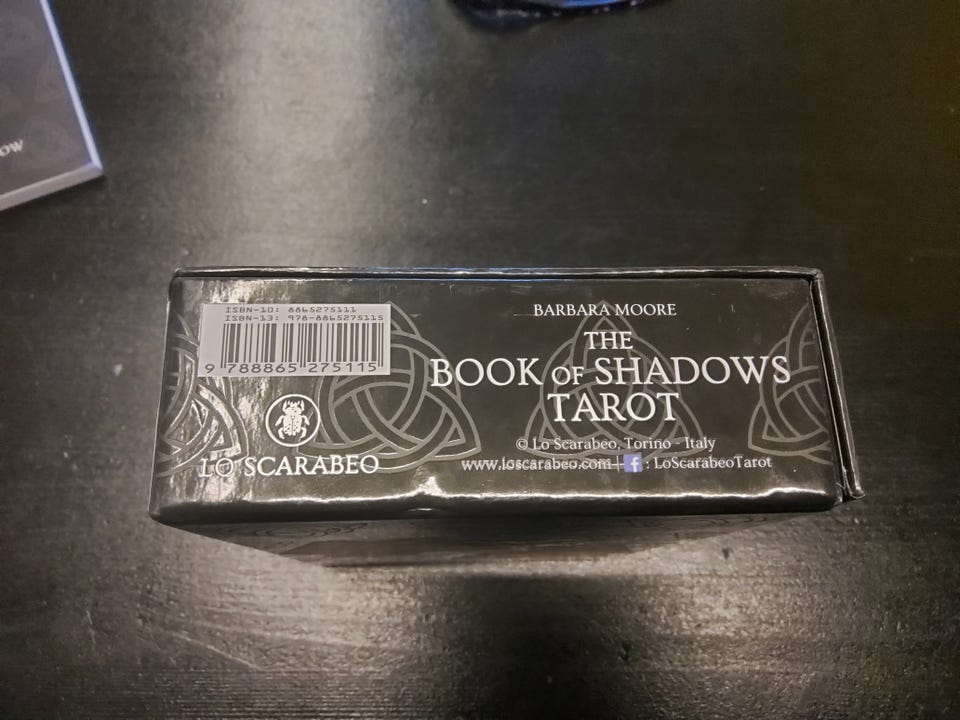 OW
ISBN-10: 8865275111
ISBN-13: 978-8865275115
9 788865 275115
LO SCARABEO
BARBARA MOORE
THE
BOOK OF SHADOWS
TAROT
© Lo Scarabeo, Torino - Italy
www.loscarabeo.com - f : LoScarabeoTarot